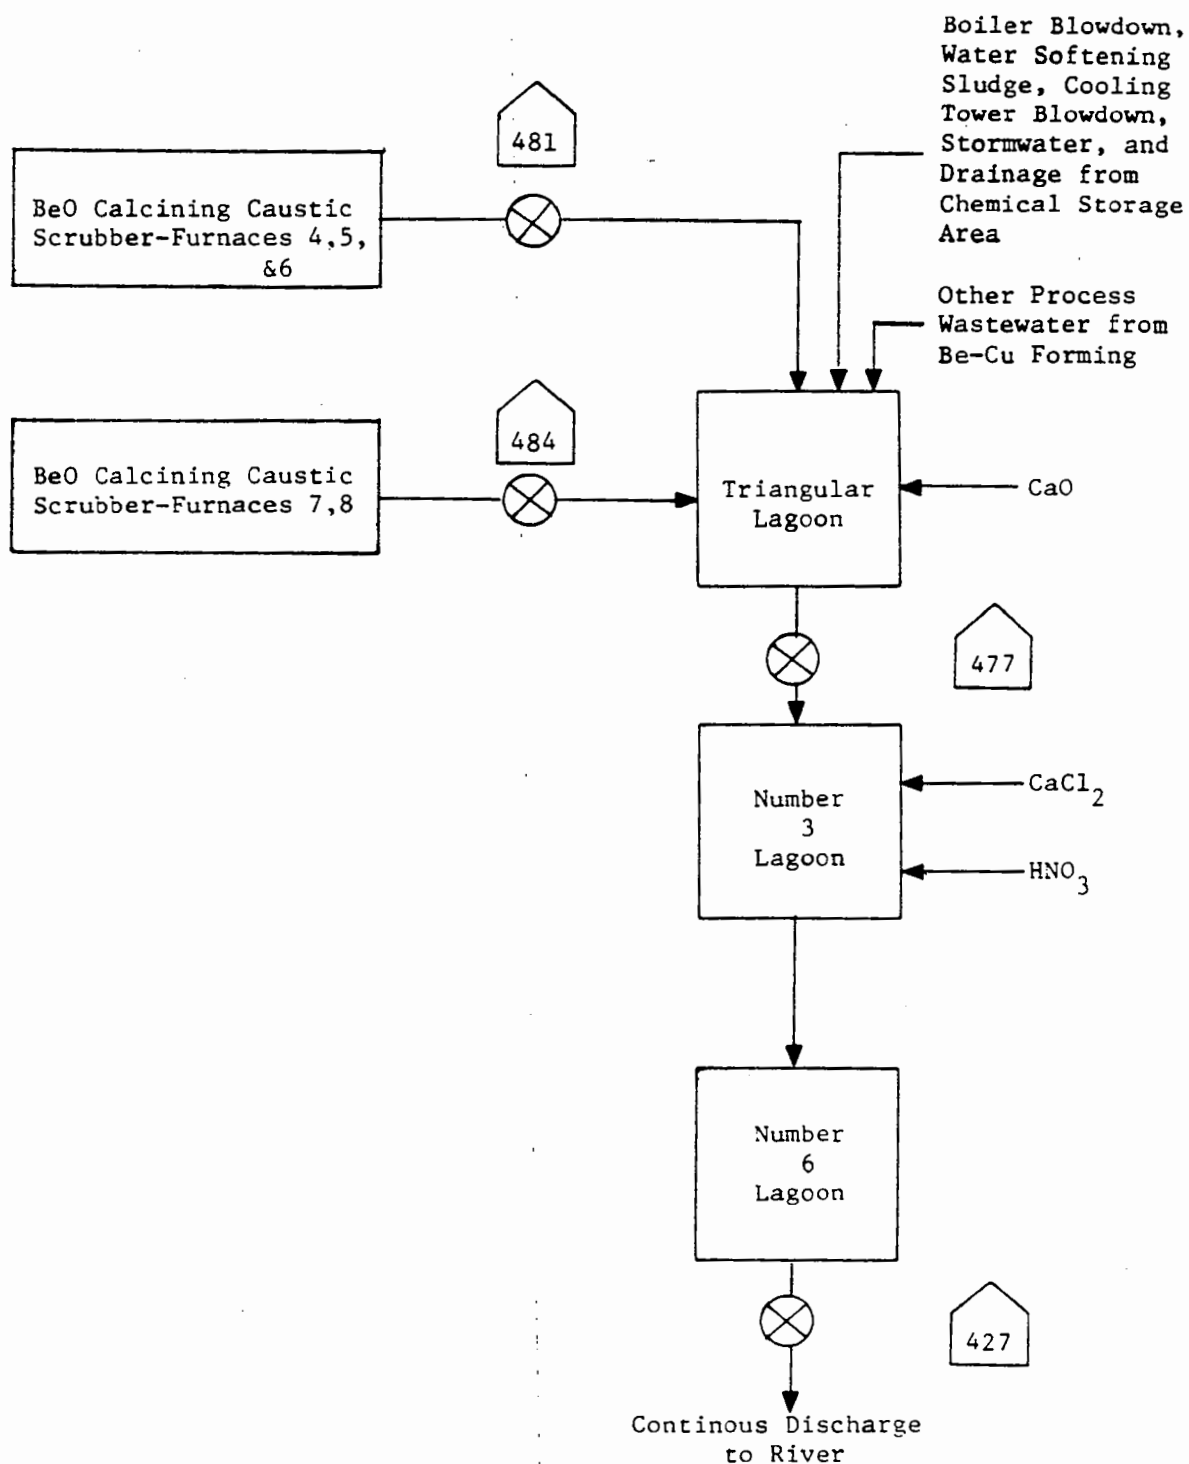 Boiler Blowdown,
Water Softening
Sludge, Cooling
Tower Blowdown,
Stormwater, and
Drainage from
Chemical Storage
Area
481
BeO Calcining Caustic
Scrubber-Furnaces 4,5,
&6
Other Process
Wastewater from
Be-Cu Forming
484
BeO Calcining Caustic
Scrubber-Furnaces 7,8
Triangular
Lagoon
CaO
477
Number
3
Lagoon
CaCl2
HNO3
Number
6
Lagoon
427
Continous Discharge
to River